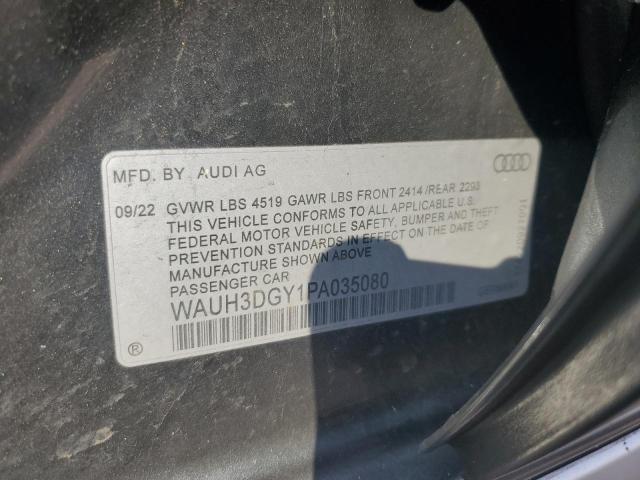 MFD. BY AUDI AG
09/22 GVWR LBS 4519 GAWR LBS FRONT 2414 /REAR 2293
THIS VEHICLE CONFORMS TO ALL APPLICABLE U.S.
FEDERAL MOTOR VEHICLE SAFETY, BUMPER AND THEFT
PREVENTION STANDARDS IN EFFECT ON THE DATE OF
MANUFACTURE SHOWN ABOVE
PASSENGER CAR
WAUH3DGY1PA035080
®